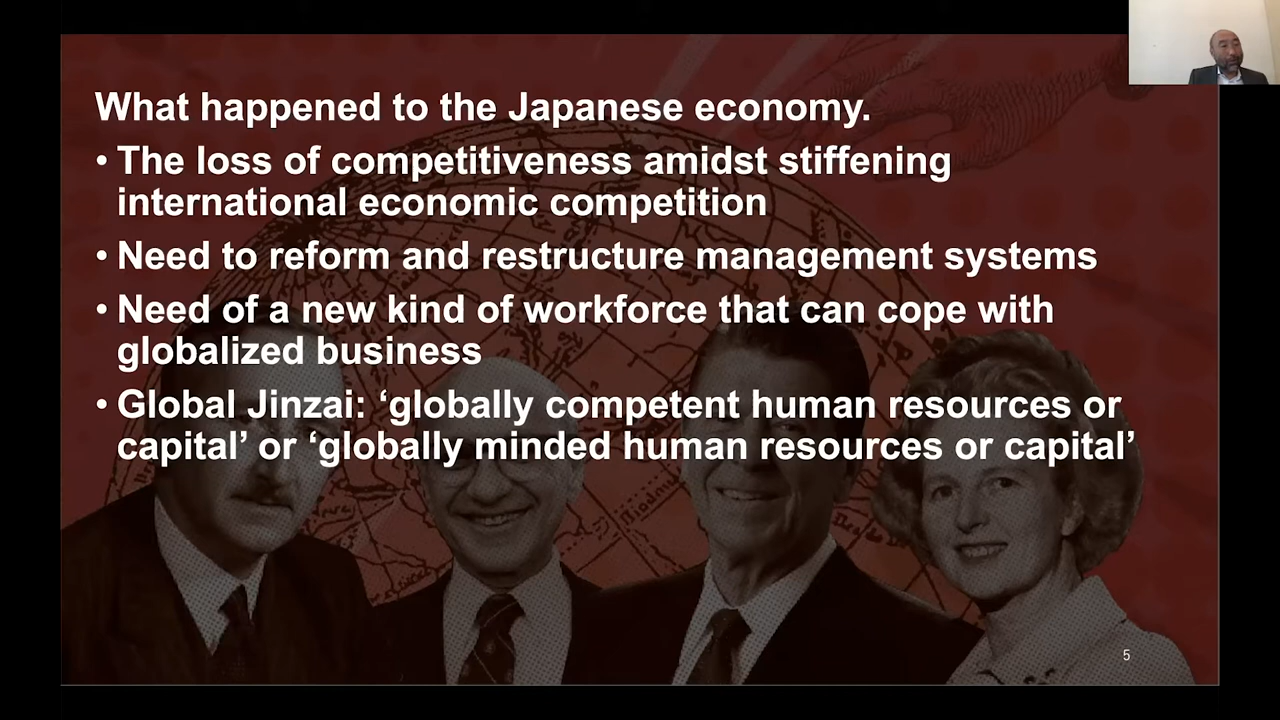 What happened to the Japanese economy.
• The loss of competitiveness amidst stiffening
international economic competition
• Need to reform and restructure management systems
• Need of a new kind of workforce that can cope with
globalized business
• Global Jinzai: ‘globally competent human resources or
capital’ or ‘globally minded human resources or capital’
5